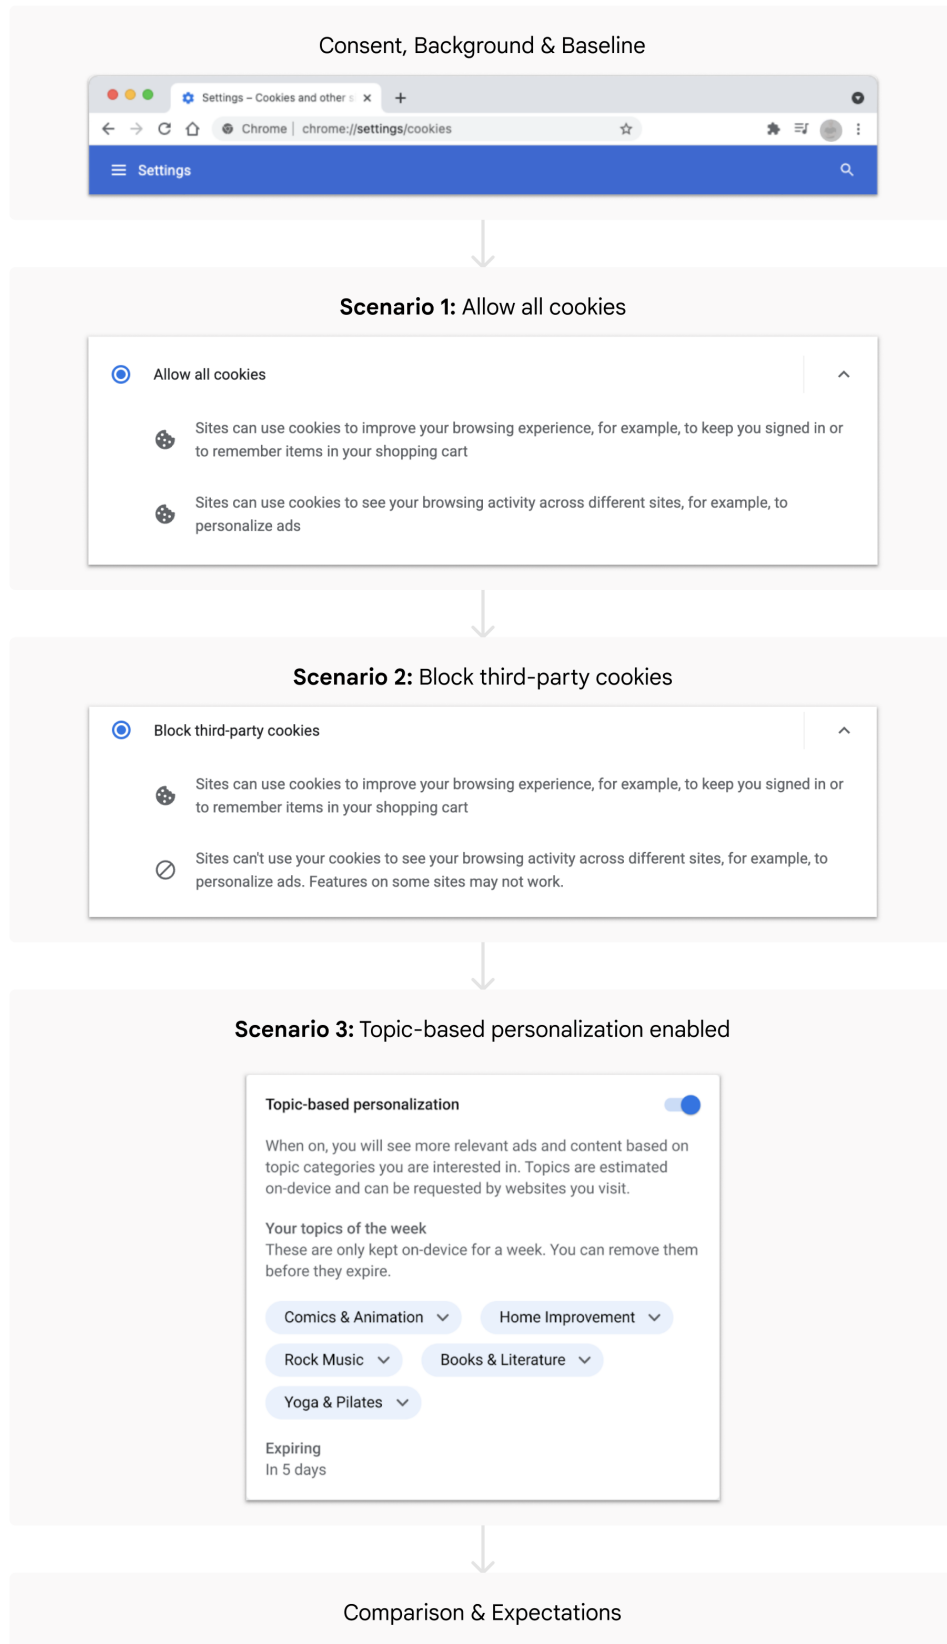 Consent, Background & Baseline
Settings – Cookies and other s
Chrome | chrome://settings/cookies
Settings
Scenario 1: Allow all cookies
Allow all cookies
Sites can use cookies to improve your browsing experience, for example, to keep you signed in or
to remember items in your shopping cart
Sites can use cookies to see your browsing activity across different sites, for example, to
personalize ads
Scenario 2: Block third-party cookies
Block third-party cookies
Sites can use cookies to improve your browsing experience, for example, to keep you signed in or
to remember items in your shopping cart
Sites can't use your cookies to see your browsing activity across different sites, for example, to
personalize ads. Features on some sites may not work.
Scenario 3: Topic-based personalization enabled
Topic-based personalization
When on, you will see more relevant ads and content based on
topic categories you are interested in. Topics are estimated
on-device and can be requested by websites you visit.
Your topics of the week
These are only kept on-device for a week. You can remove them
before they expire.
Comics & Animation
Home Improvement
Rock Music
Books & Literature
Yoga & Pilates
Expiring
In 5 days
Comparison & Expectations